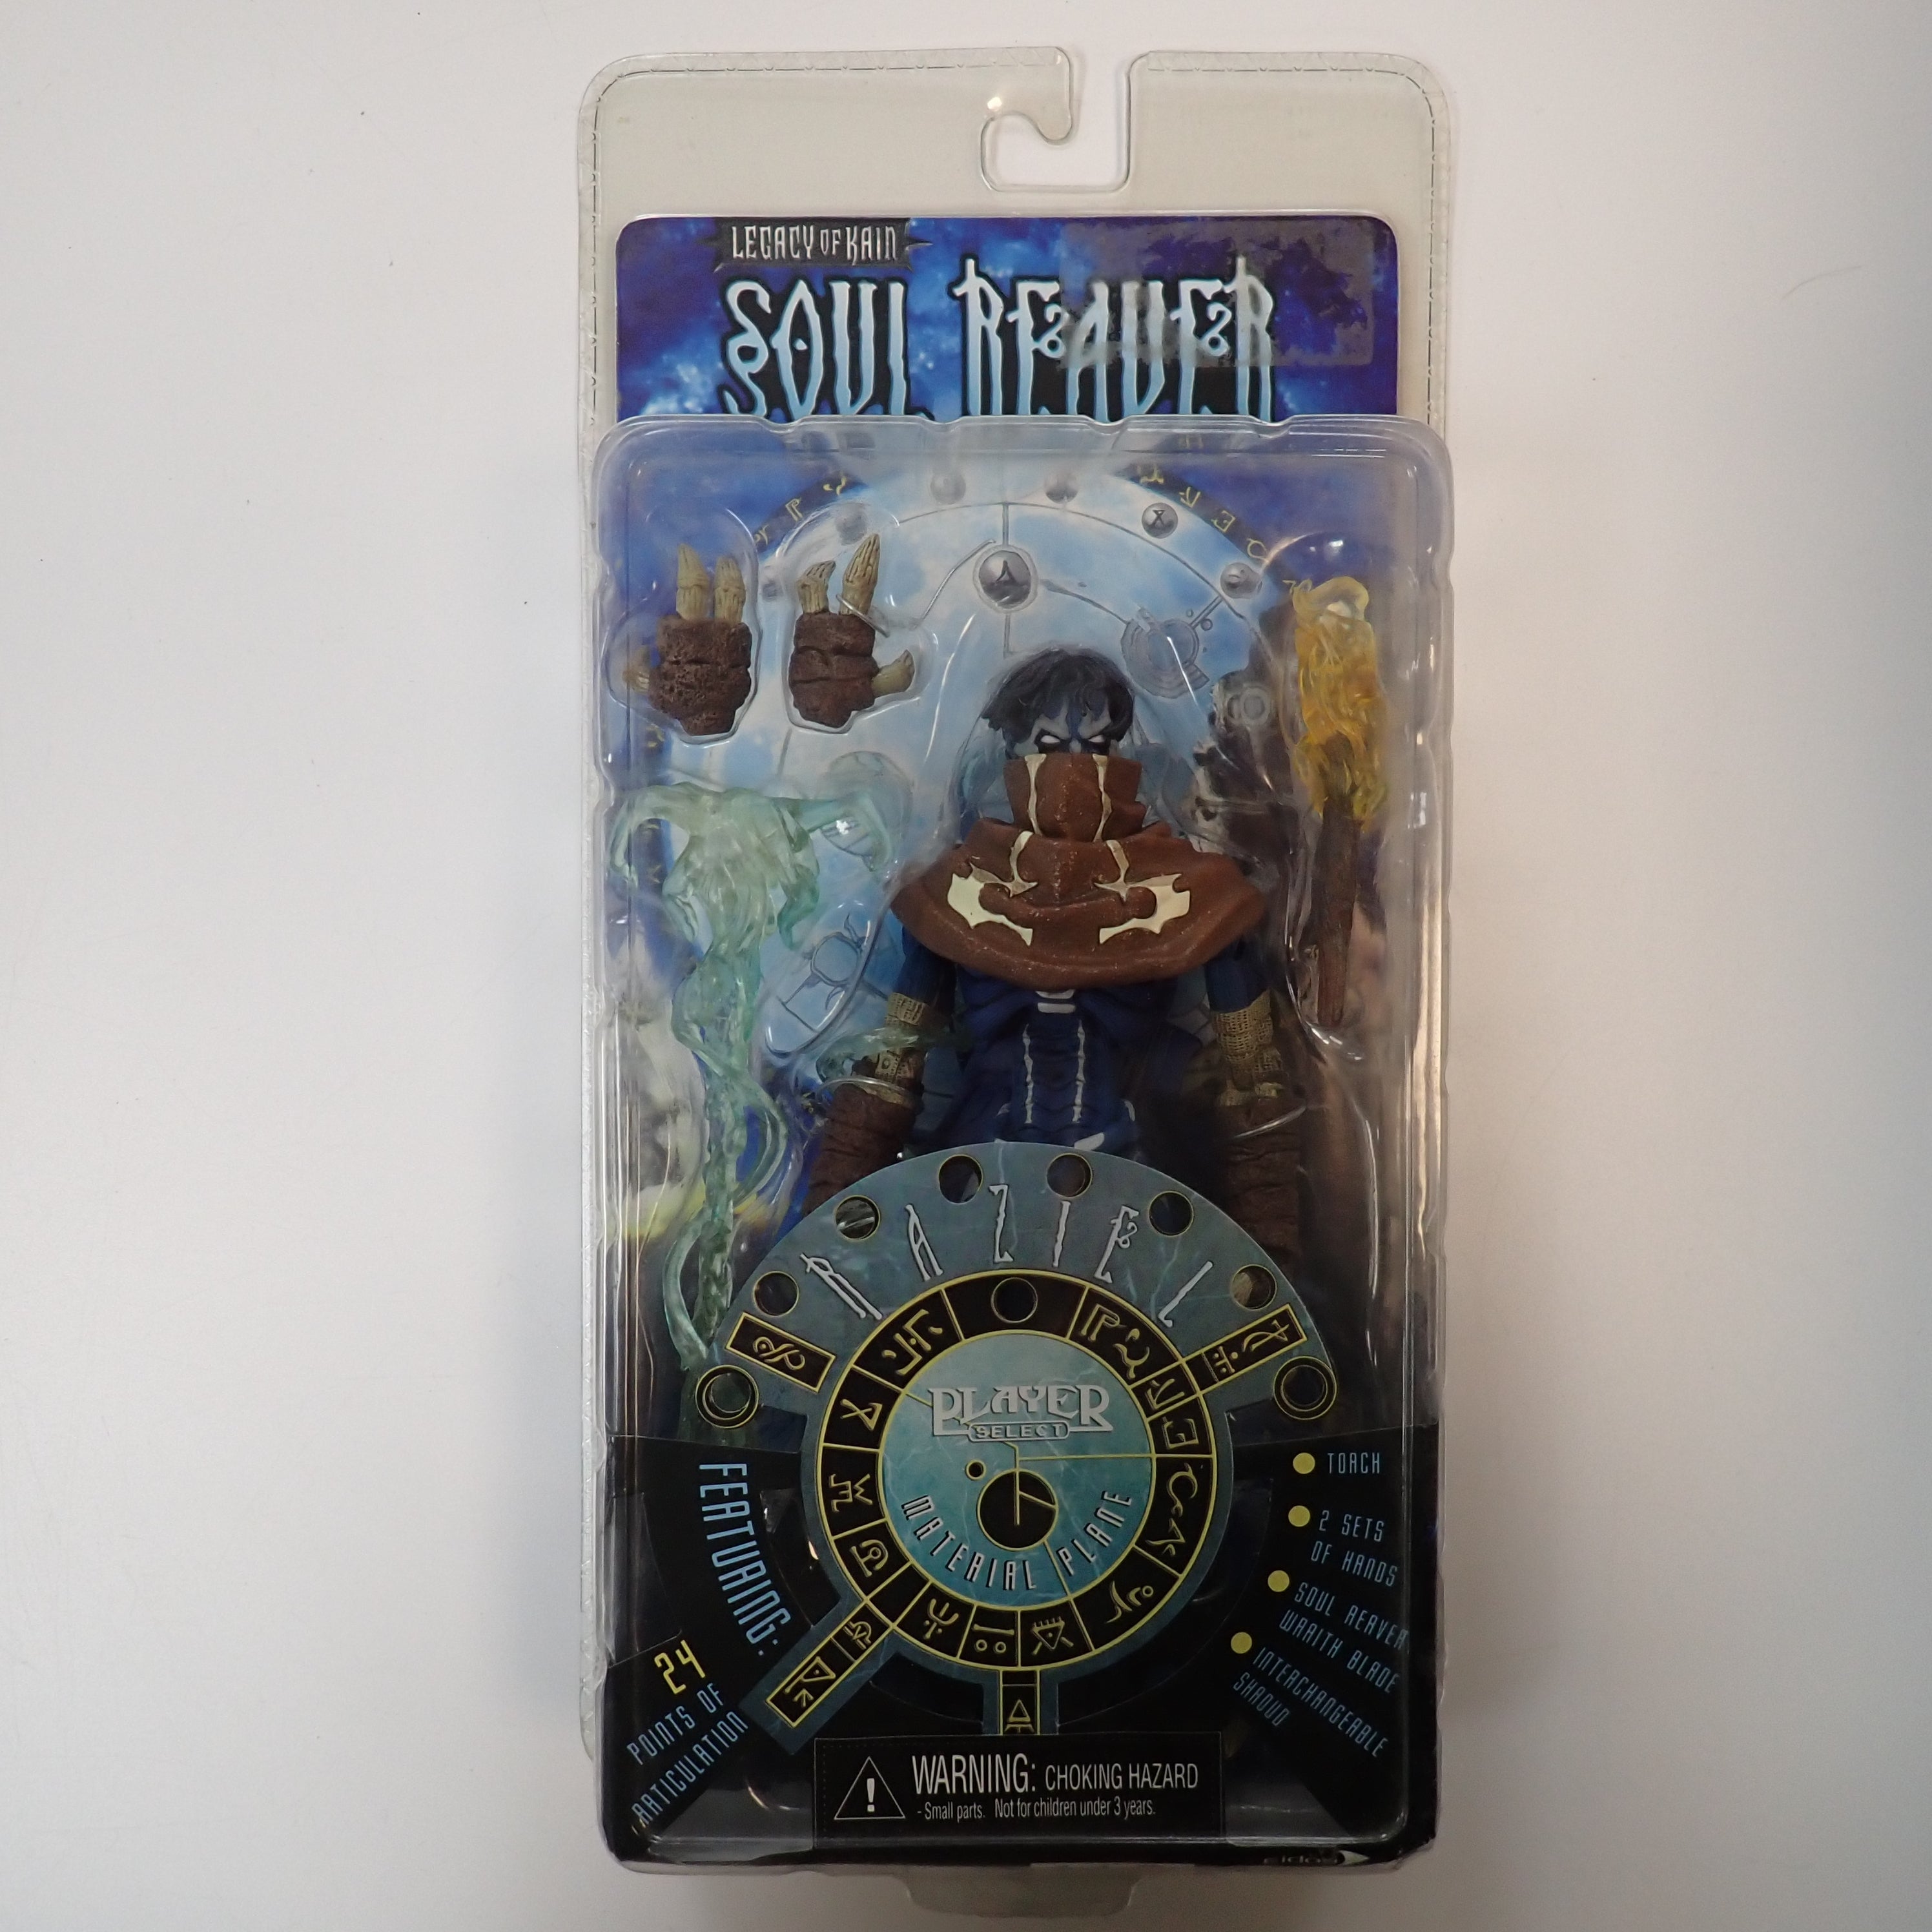 LEGACY OF KAIN
SOUL REAVER
RAZIEL
PLAYER
SELECT
MATERIAL PLANE
FEATURING:
24
POINTS OF
ARTICULATION
TORCH
2 SETS
OF HANDS
SOUL REAVER
WRAITH BLADE
INTERCHANGEABLE
SHROUD
WARNING: CHOKING HAZARD
- Small parts. Not for children under 3 years.